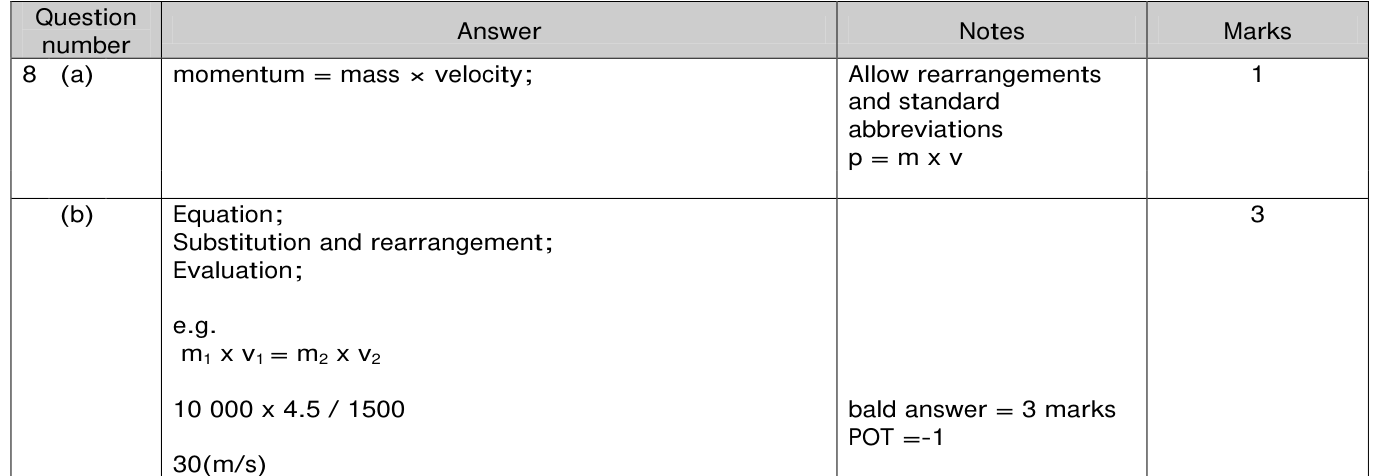 Question number Answer Notes Marks
8 (a) momentum = mass × velocity; Allow rearrangements 1
and standard
abbreviations
p = m x v
(b) Equation; 3
Substitution and rearrangement;
Evaluation;
e.g.
m₁ x v₁ = m₂ x v₂
10 000 x 4.5 / 1500 bald answer = 3 marks
POT =-1
30(m/s)